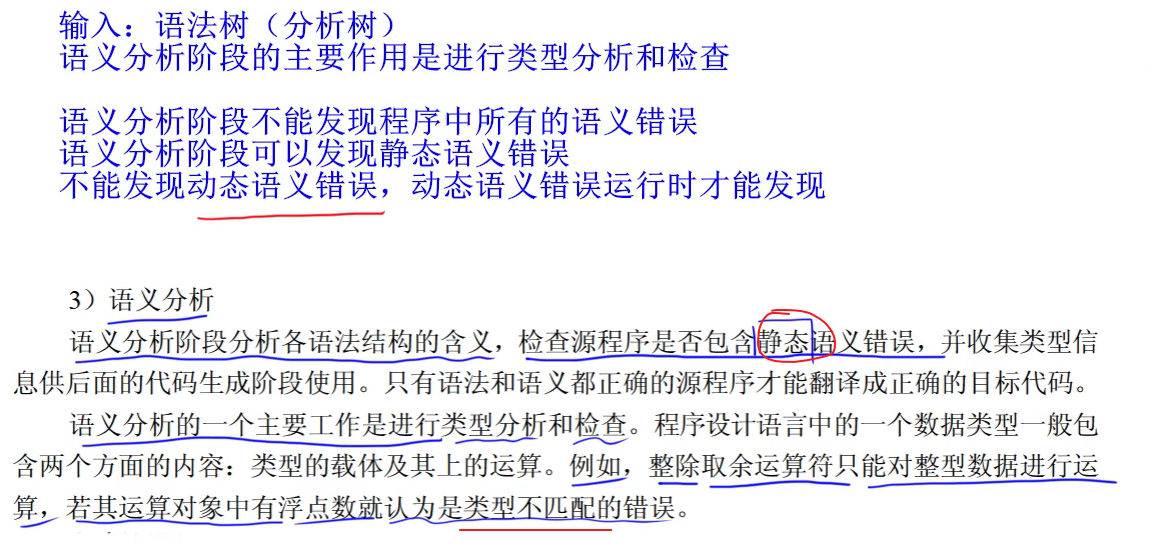 输入：语法树（分析树）
语义分析阶段的主要作用是进行类型分析和检查
语义分析阶段不能发现程序中所有的语义错误
语义分析阶段可以发现静态语义错误
不能发现动态语义错误，动态语义错误运行时才能发现
3）语义分析
语义分析阶段分析各语法结构的含义，检查源程序是否包含静态语义错误，并收集类型信
息供后面的代码生成阶段使用。只有语法和语义都正确的源程序才能翻译成正确的目标代码。
语义分析的一个主要工作是进行类型分析和检查。程序设计语言中的一个数据类型一般包
含两个方面的内容：类型的载体及其上的运算。例如，整除取余运算符只能对整型数据进行运
算，若其运算对象中有浮点数就认为是类型不匹配的错误。